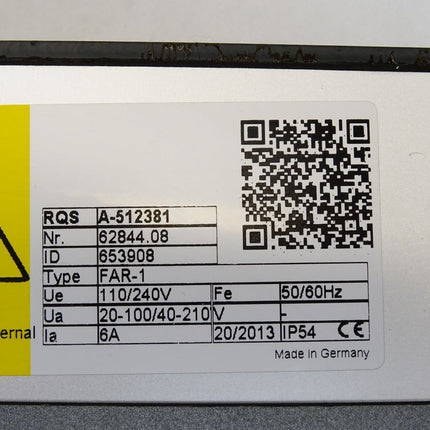 RQS A-512381
Nr. 62844.08
ID 653908
Type FAR-1
Ue 110/240V Fe 50/60Hz
Ua 20-100/40-210V -
ernal Ia 6A 20/2013 IP54 CE
Made in Germany